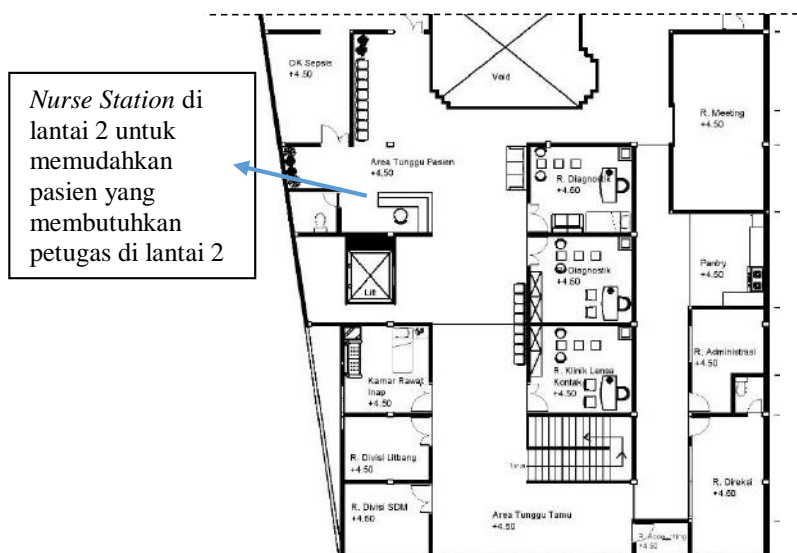 Nurse Station di
lantai 2 untuk
memudahkan
pasien yang
membutuhkan
petugas di lantai 2
OK Sepsis
+4.50
Void
R. Meeting
+4.50
Area Tunggu Pasien
+4.50
R. Diagnostik
+4.50
Lift
R. Diagnostik
+4.50
Pantry
+4.50
Kamar Rawat
Inap
+4.50
R. Klinik Lensa
Kontak
+4.50
R. Administrasi
+4.50
R. Divisi Litbang
+4.50
R. Divisi SDM
+4.50
Area Tunggu Tamu
+4.50
R. Direksi
+4.50
+4.50